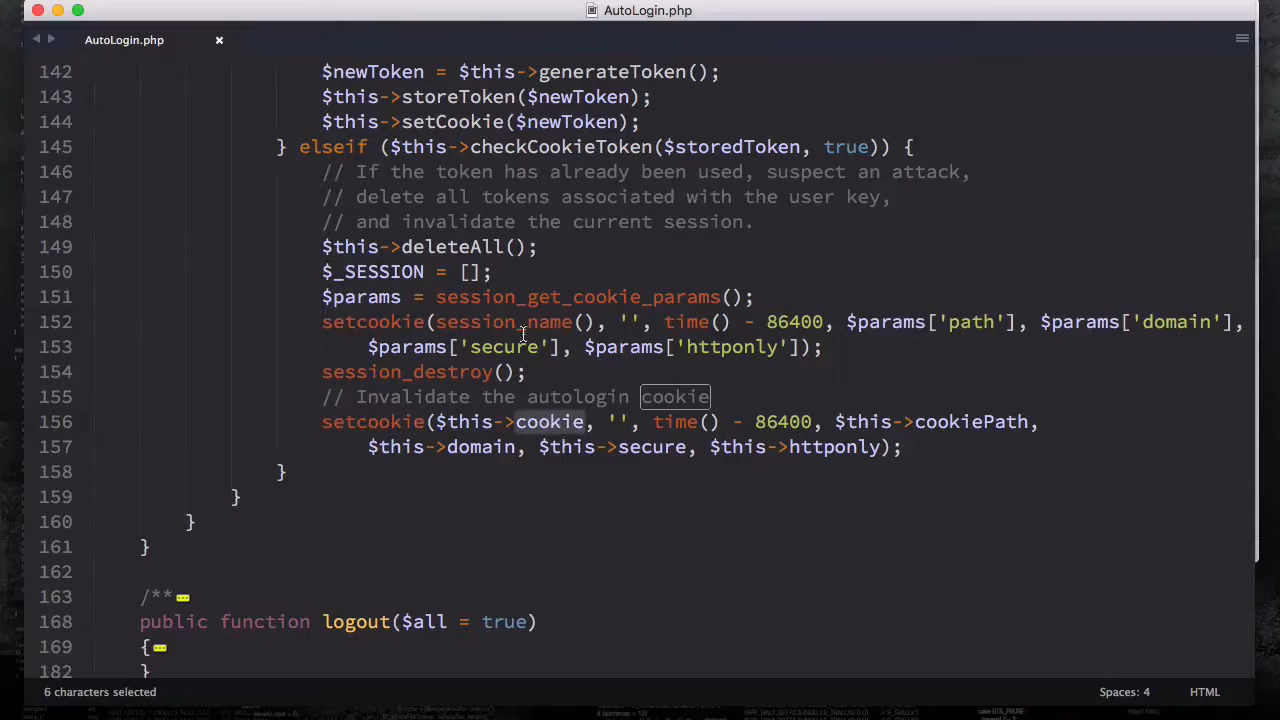 AutoLogin.php
AutoLogin.php
142 $newToken = $this->generateToken();
143 $this->storeToken($newToken);
144 $this->setCookie($newToken);
145 } elseif ($this->checkCookieToken($storedToken, true)) {
146 // If the token has already been used, suspect an attack,
147 // delete all tokens associated with the user key,
148 // and invalidate the current session.
149 $this->deleteAll();
150 $_SESSION = [];
151 $params = session_get_cookie_params();
152 setcookie(session_name(), '', time() - 86400, $params['path'], $params['domain'],
153 $params['secure'], $params['httponly']);
154 session_destroy();
155 // Invalidate the autologin cookie
156 setcookie($this->cookie, '', time() - 86400, $this->cookiePath,
157 $this->domain, $this->secure, $this->httponly);
158 }
159 }
160 }
161 }
162
163 /**
168 public function logout($all = true)
169 {
182 }
6 characters selected Spaces: 4 HTML